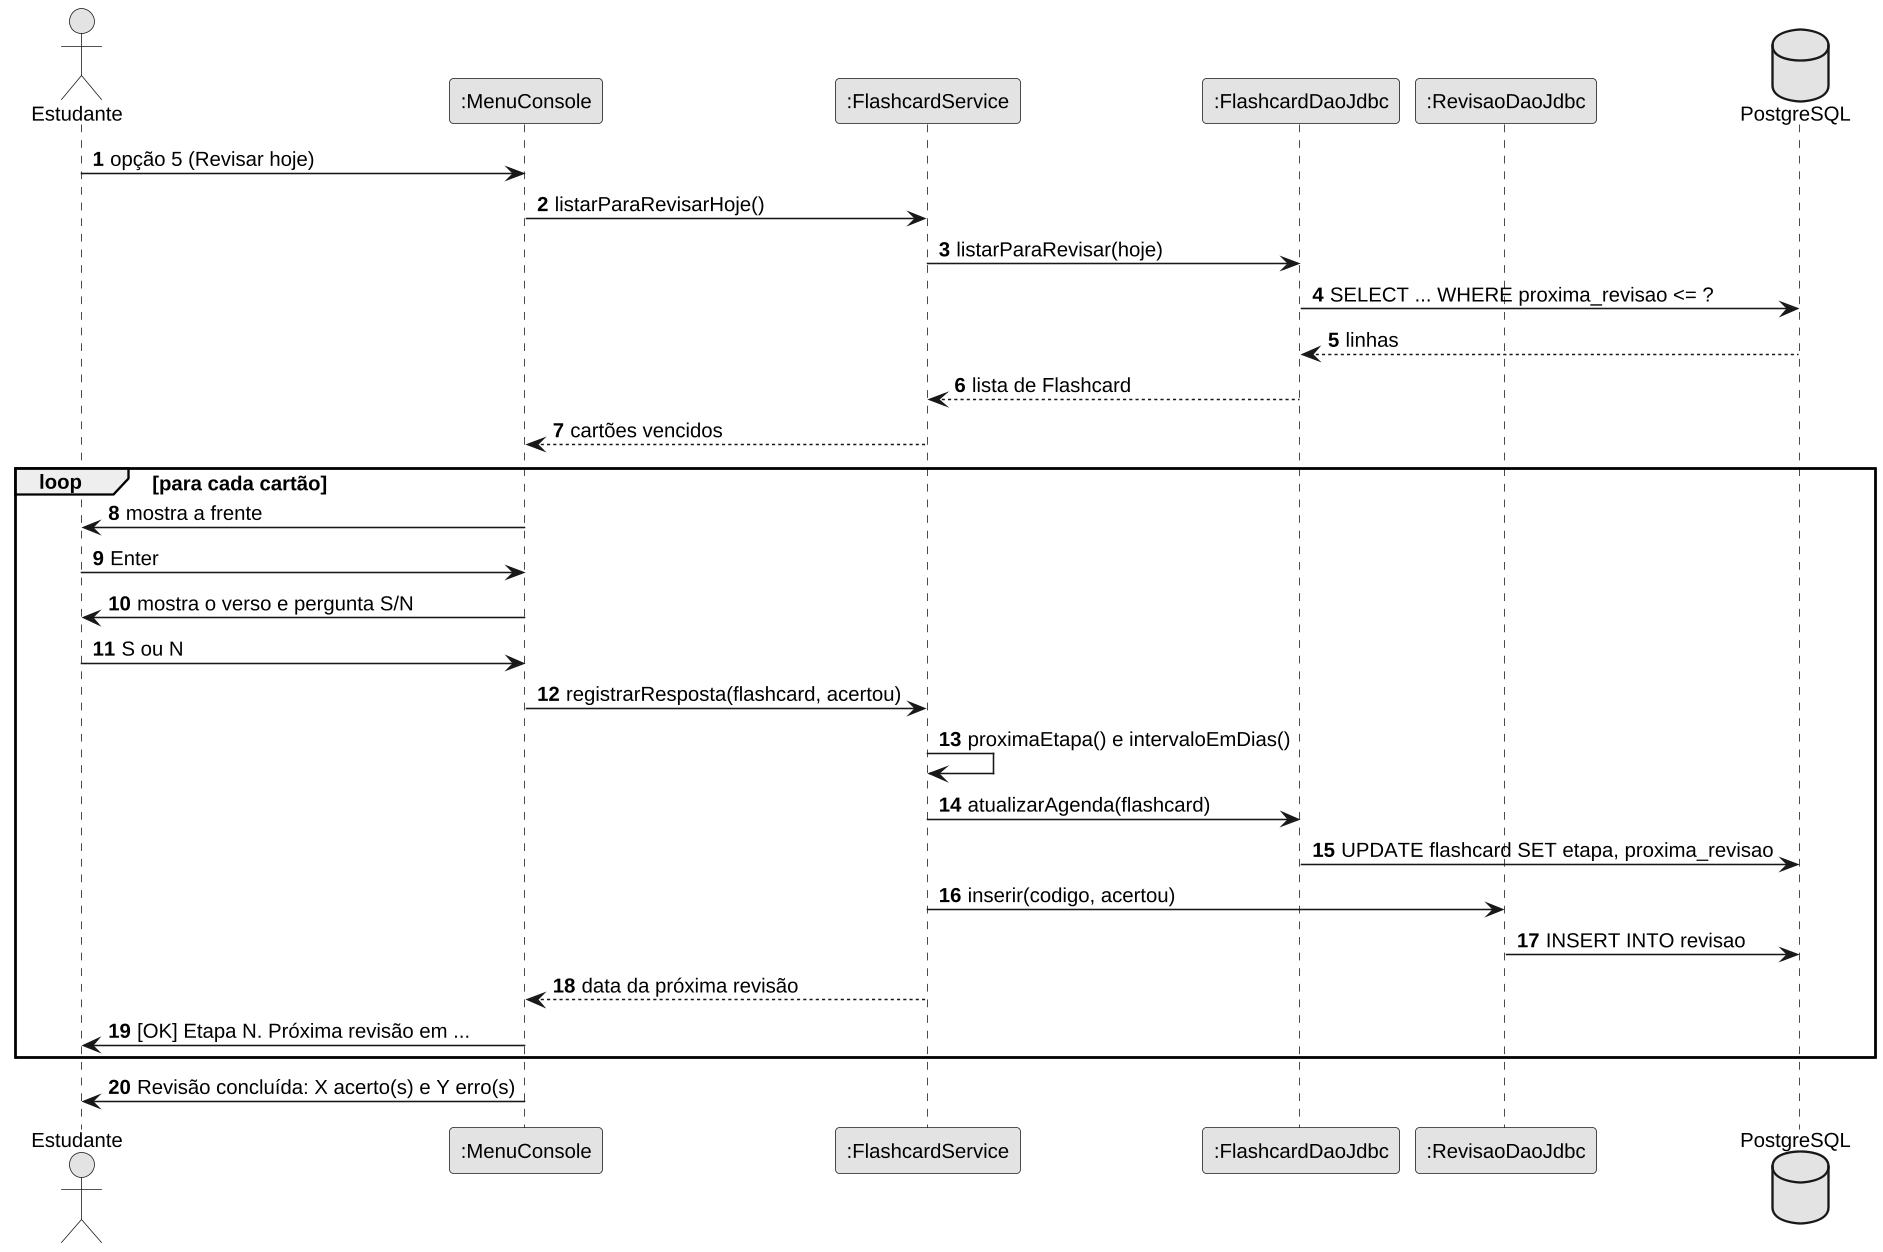 Estudante
:MenuConsole
:FlashcardService
:FlashcardDaoJdbc
:RevisaoDaoJdbc
PostgreSQL
1 opção 5 (Revisar hoje)
2 listarParaRevisarHoje()
3 listarParaRevisar(hoje)
4 SELECT ... WHERE proxima_revisao <= ?
5 linhas
6 lista de Flashcard
7 cartões vencidos
loop [para cada cartão]
8 mostra a frente
9 Enter
10 mostra o verso e pergunta S/N
11 S ou N
12 registrarResposta(flashcard, acertou)
13 proximaEtapa() e intervaloEmDias()
14 atualizarAgenda(flashcard)
15 UPDATE flashcard SET etapa, proxima_revisao
16 inserir(codigo, acertou)
17 INSERT INTO revisao
18 data da próxima revisão
19 [OK] Etapa N. Próxima revisão em ...
20 Revisão concluída: X acerto(s) e Y erro(s)
Estudante
:MenuConsole
:FlashcardService
:FlashcardDaoJdbc
:RevisaoDaoJdbc
PostgreSQL